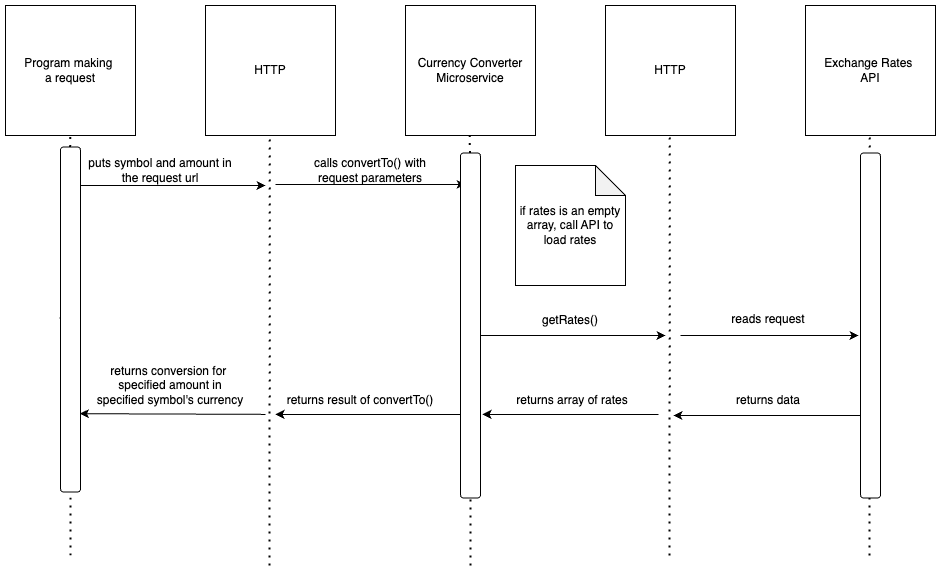 Program making
a request
HTTP
Currency Converter
Microservice
HTTP
Exchange Rates
API
puts symbol and amount in
the request url
calls convertTo() with
request parameters
if rates is an empty
array, call API to
load rates
getRates()
reads request
returns conversion for
specified amount in
specified symbol's currency
returns result of convertTo()
returns array of rates
returns data